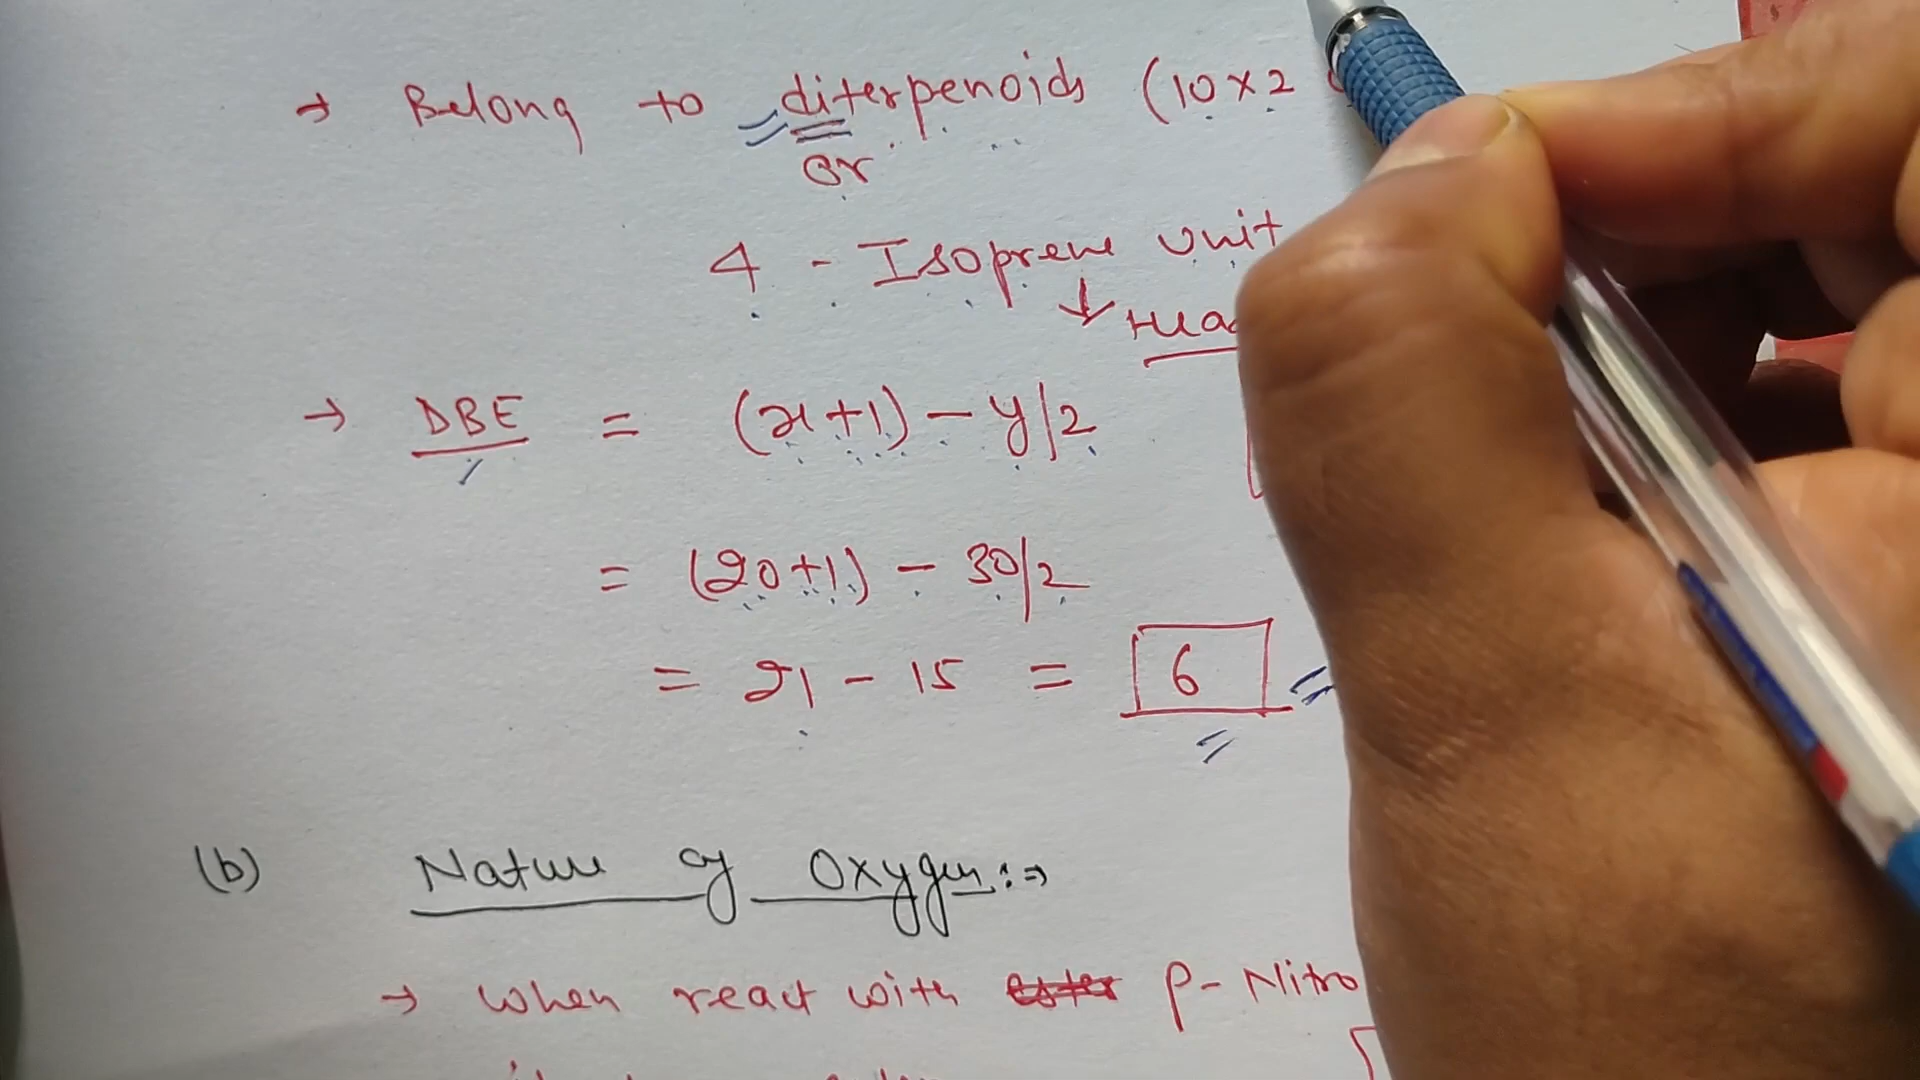 → Belong to diterpenoids (10×2
or
4 - Isoprene unit
↓ Head
→ DBE = (x+1) - y/2
= (20+1) - 30/2
= 21 - 15 = 6
(b) Nature of Oxygen:⇒
→ when react with ester p-Nitro